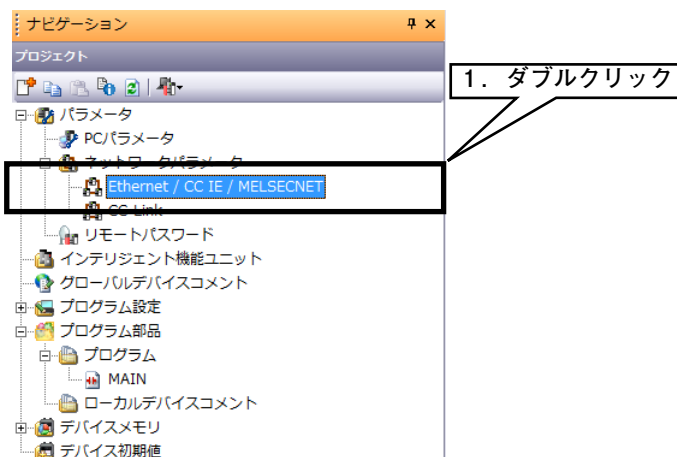 ナビゲーション
プロジェクト
1. ダブルクリック
パラメータ
PCパラメータ
ネットワークパラメータ
Ethernet / CC IE / MELSECNET
CC-Link
リモートパスワード
インテリジェント機能ユニット
グローバルデバイスコメント
プログラム設定
プログラム部品
プログラム
MAIN
ローカルデバイスコメント
デバイスメモリ
デバイス初期値